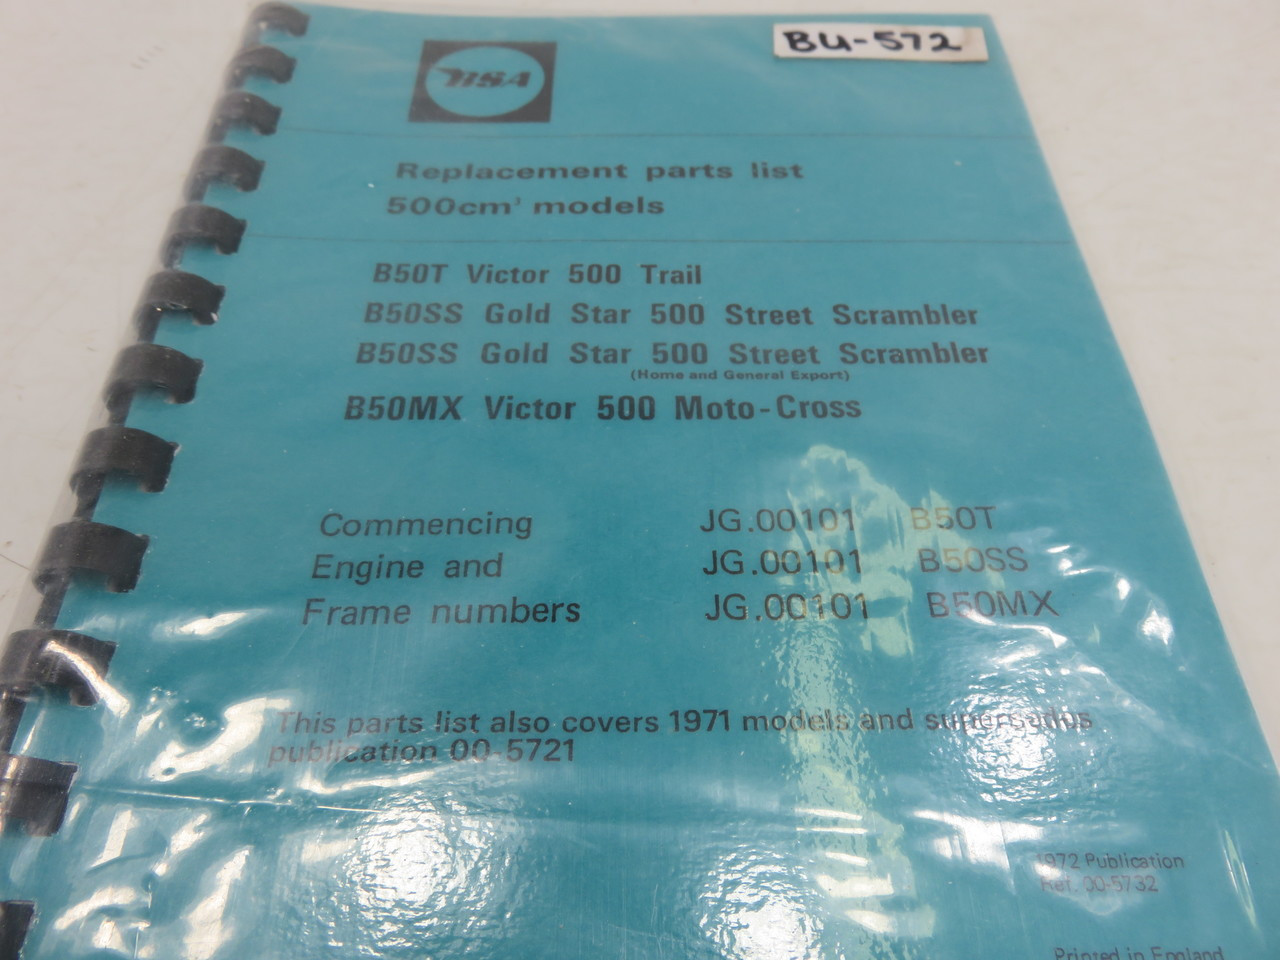 BU-572
BSA
Replacement parts list
500cm³ models
B50T Victor 500 Trail
B50SS Gold Star 500 Street Scrambler
B50SS Gold Star 500 Street Scrambler
(Home and General Export)
B50MX Victor 500 Moto-Cross
Commencing JG.00101 B50T
Engine and JG.00101 B50SS
Frame numbers JG.00101 B50MX
This parts list also covers 1971 models and supersedes
publication 00-5721
1972 Publication
Ref. 00-5732
Printed in England